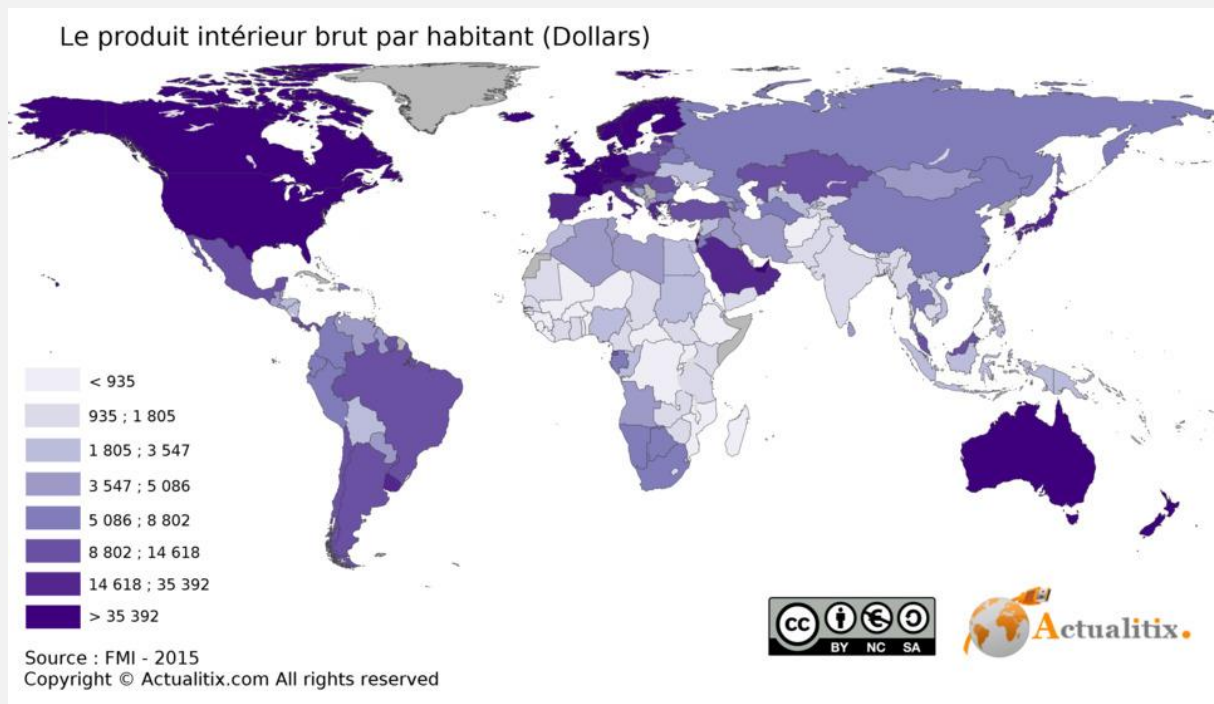 Le produit intérieur brut par habitant (Dollars)
< 935
935 ; 1 805
1 805 ; 3 547
3 547 ; 5 086
5 086 ; 8 802
8 802 ; 14 618
14 618 ; 35 392
> 35 392
Source : FMI - 2015
Copyright © Actualitix.com All rights reserved
cc
BY NC SA
Actualitix.